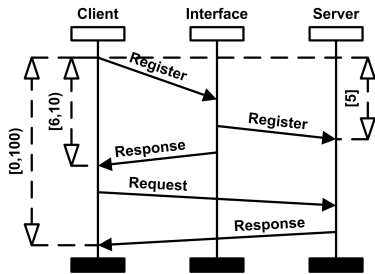 Client Interface Server
Register
[0,100)
[6,10)
[5]
Register
Response
Request
Response